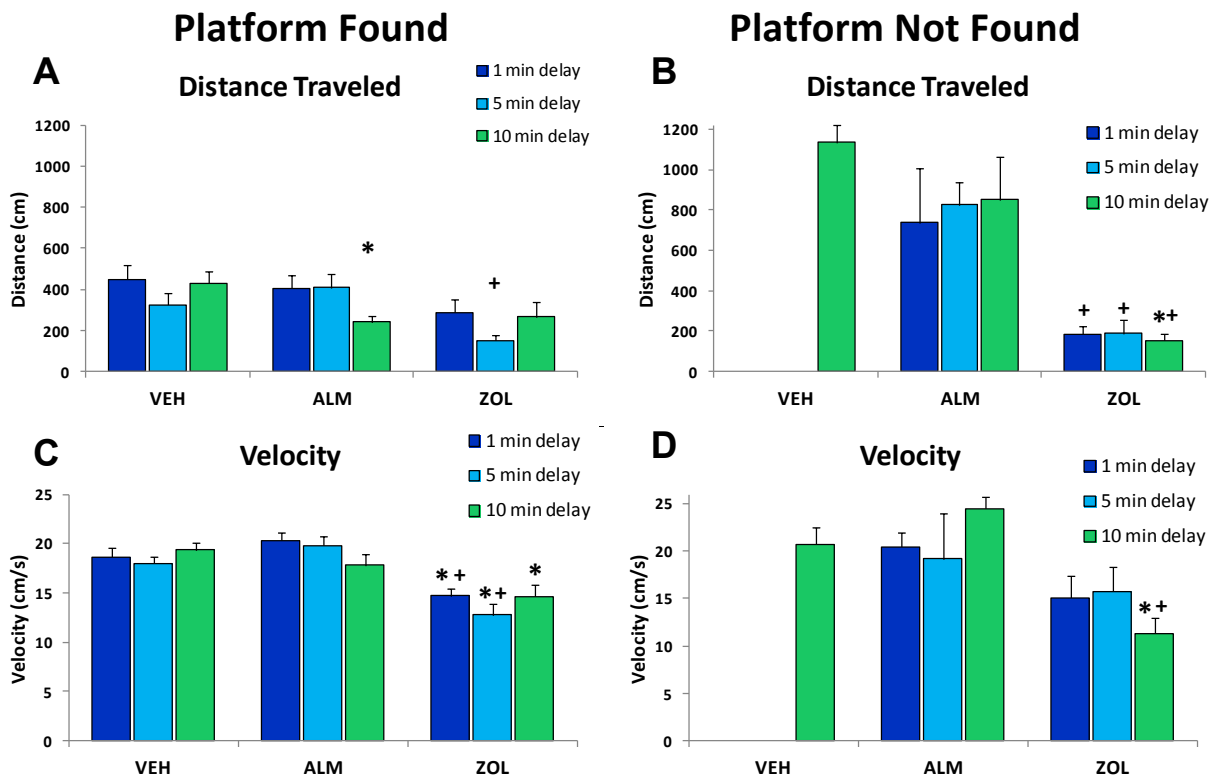 Platform Found
Platform Not Found
A
Distance Traveled
1 min delay
5 min delay
10 min delay
Distance (cm)
1200
1000
800
600
400
200
0
*
+
VEH
ALM
ZOL
B
Distance Traveled
1 min delay
5 min delay
10 min delay
Distance (cm)
1200
1000
800
600
400
200
0
+
+
*+
VEH
ALM
ZOL
C
Velocity
1 min delay
5 min delay
10 min delay
Velocity (cm/s)
25
20
15
10
5
0
*+
*+
*
VEH
ALM
ZOL
D
Velocity
1 min delay
5 min delay
10 min delay
Velocity (cm/s)
25
20
15
10
5
0
*+
VEH
ALM
ZOL